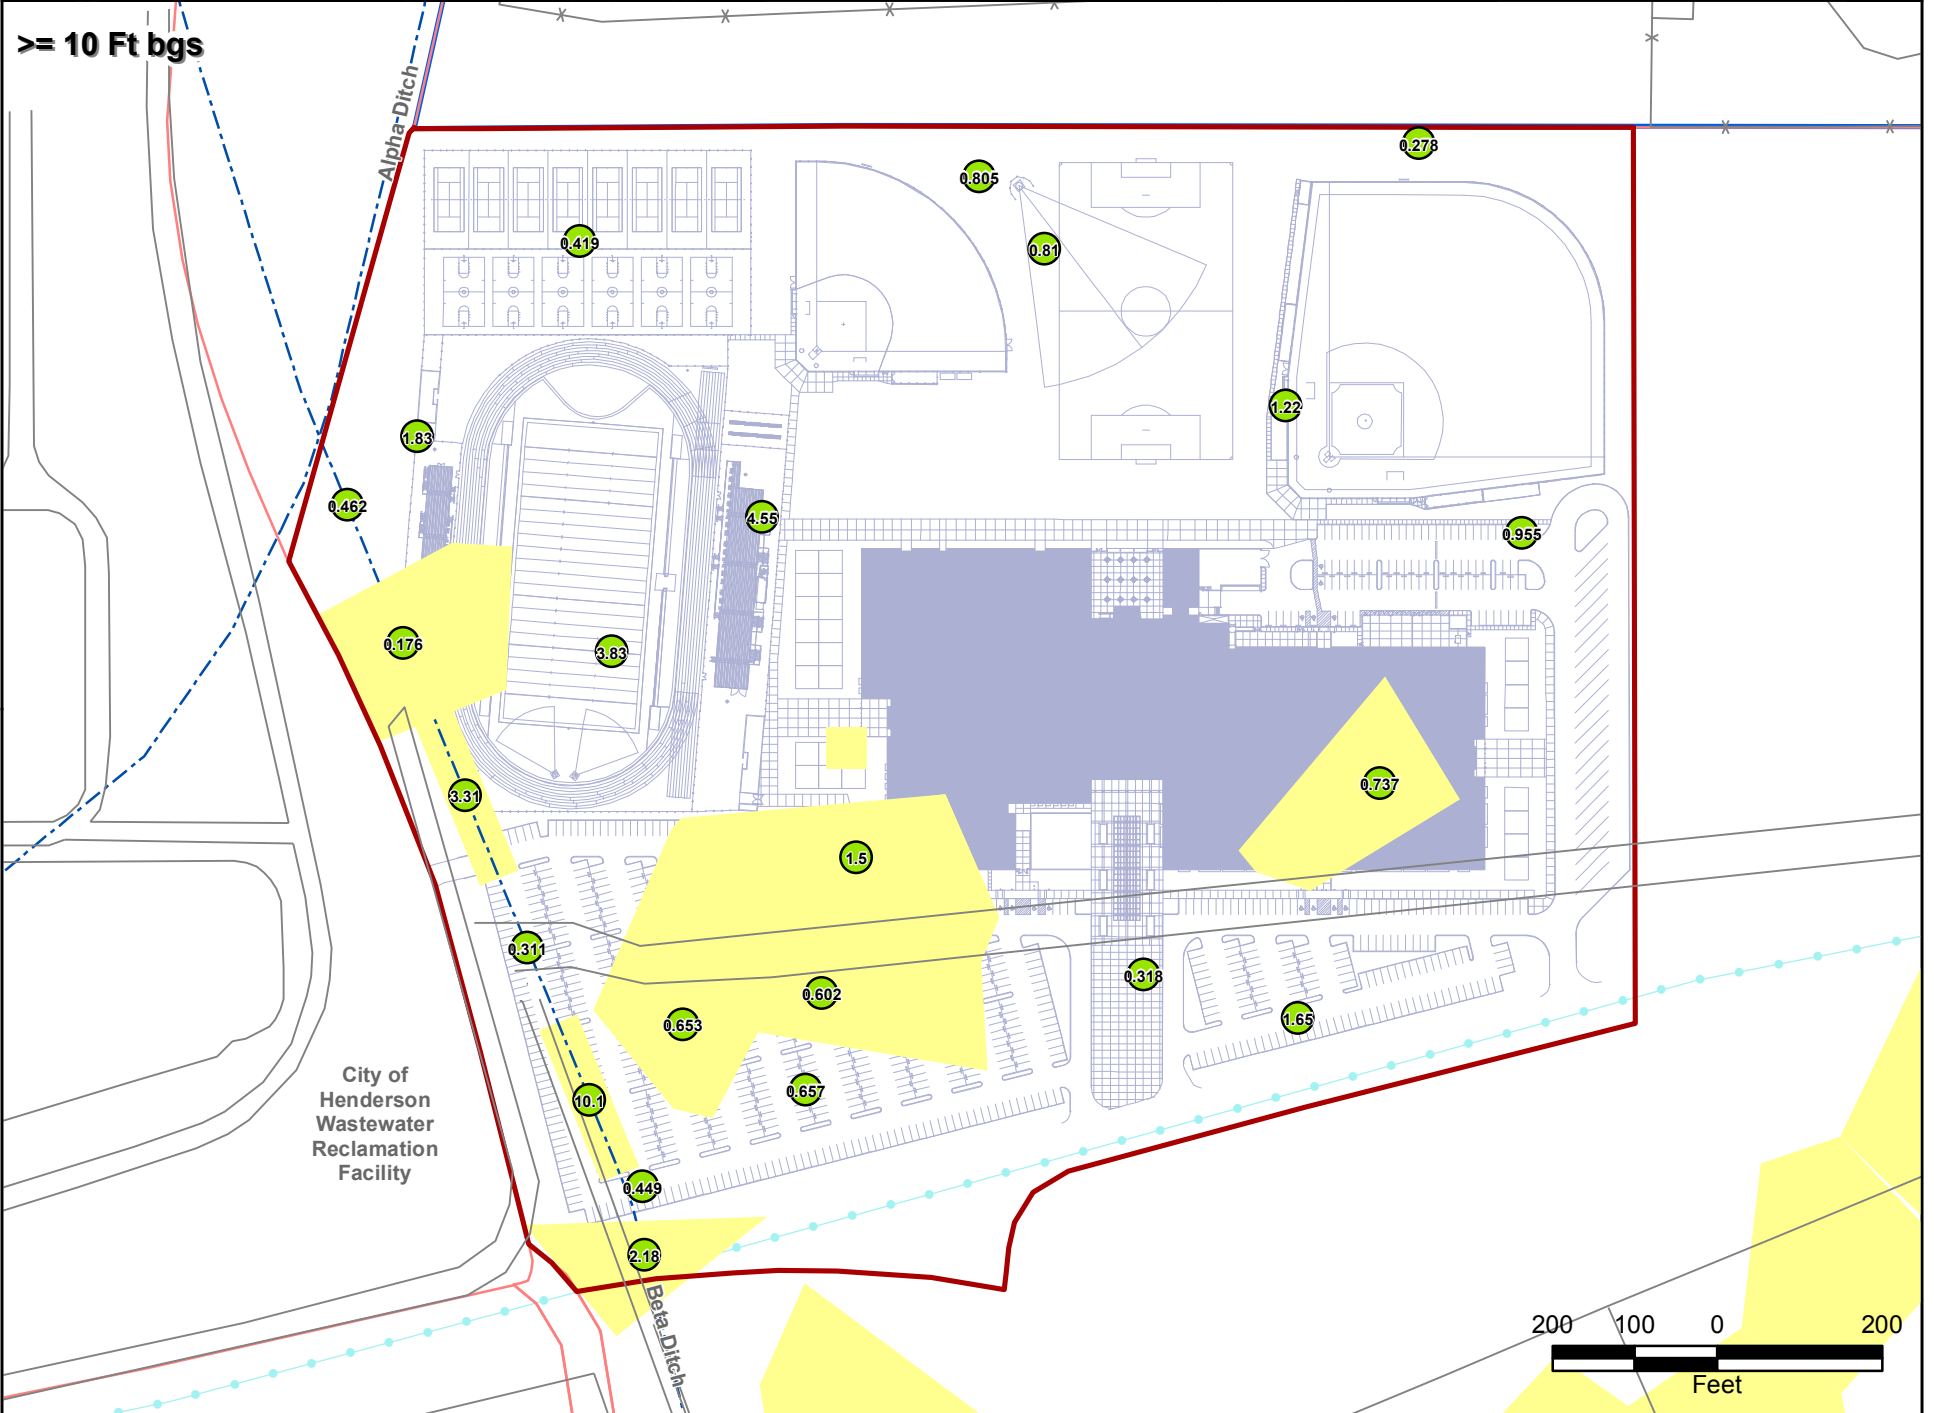 >= 10 Ft bgs
Alpha Ditch
0.278
0.805
0.419
0.81
1.22
1.83
0.462
4.55
0.955
0.176
3.83
0.737
3.31
1.5
0.311
0.318
0.602
1.65
0.653
0.657
10.1
City of
Henderson
Wastewater
Reclamation
Facility
0.449
2.18
Beta Ditch
200 100 0 200
Feet